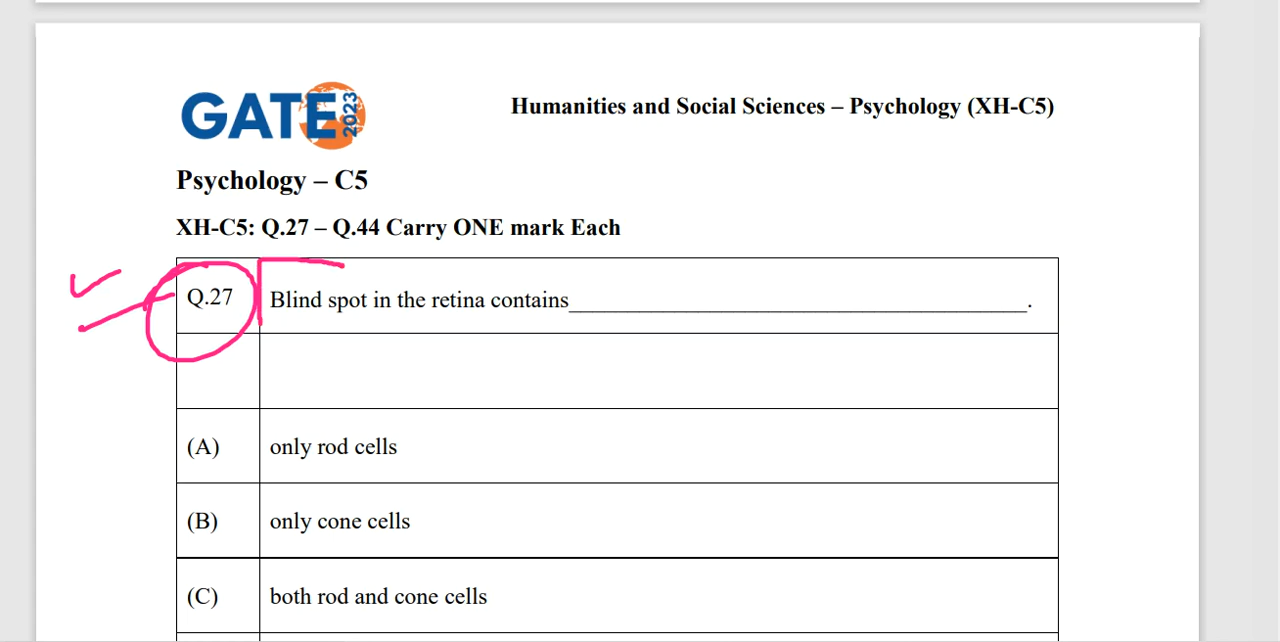 GATE 2023
Humanities and Social Sciences – Psychology (XH-C5)
Psychology – C5
XH-C5: Q.27 – Q.44 Carry ONE mark Each
Q.27 Blind spot in the retina contains________________________________________.
(A) only rod cells
(B) only cone cells
(C) both rod and cone cells